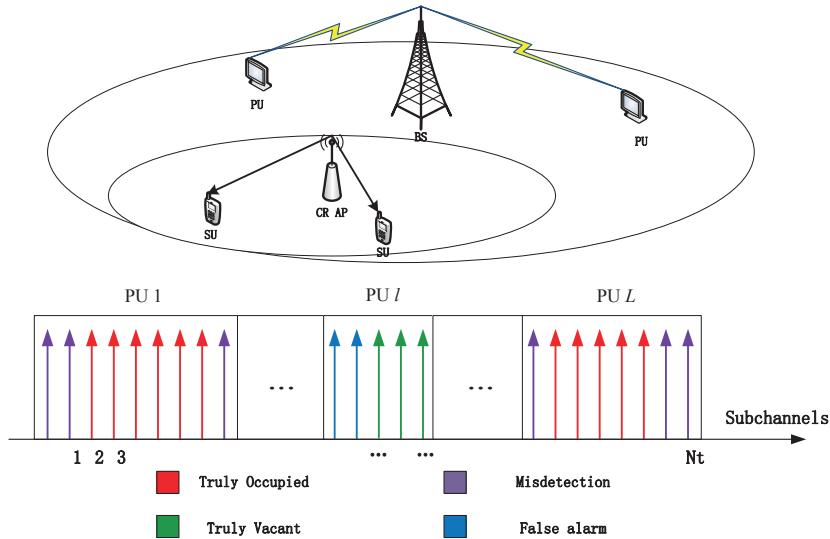 PU
BS
PU
CR AP
SU
SU
PU 1
PU l
PU L
...
...
Subchannels
1 2 3
...
...
Nt
Truly Occupied
Misdetection
Truly Vacant
False alarm